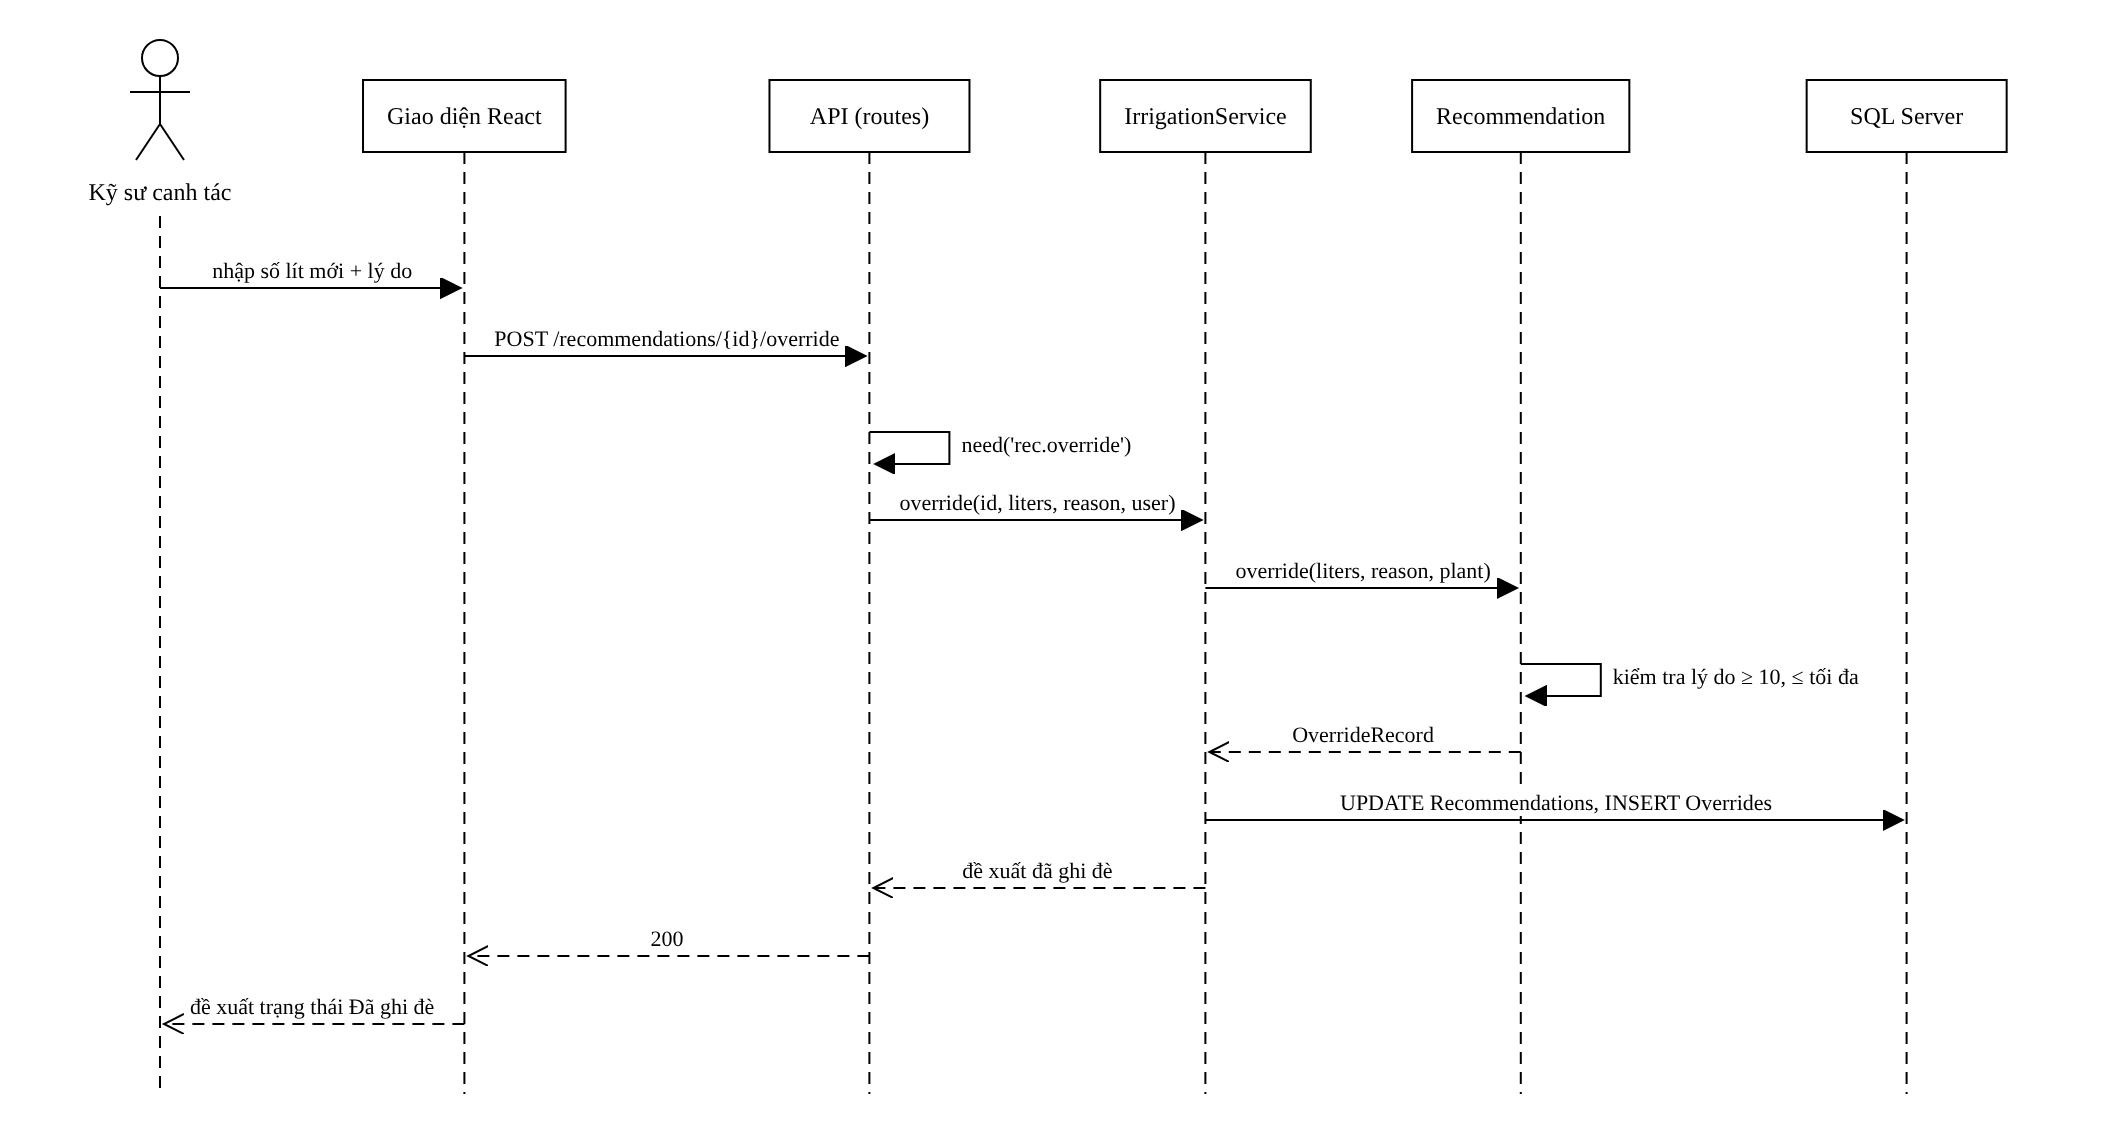 Giao diện React
API (routes)
IrrigationService
Recommendation
SQL Server
Kỹ sư canh tác
nhập số lít mới + lý do
POST /recommendations/{id}/override
need('rec.override')
override(id, liters, reason, user)
override(liters, reason, plant)
kiểm tra lý do ≥ 10, ≤ tối đa
OverrideRecord
UPDATE Recommendations, INSERT Overrides
đề xuất đã ghi đè
200
đề xuất trạng thái Đã ghi đè